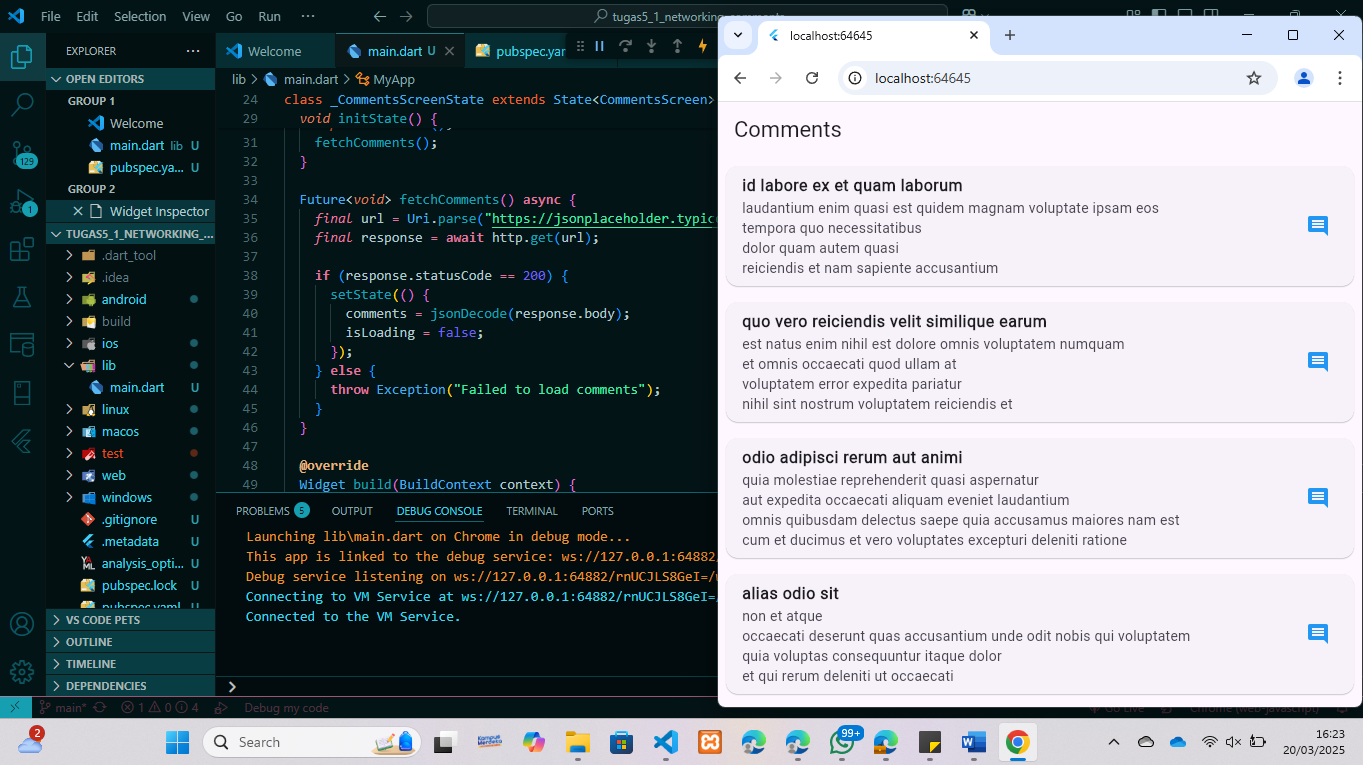 File Edit Selection View Go Run ···
tugas5_1_networking_comments
EXPLORER ···
OPEN EDITORS
GROUP 1
Welcome
main.dart lib U
pubspec.ya... U
GROUP 2
Widget Inspector
TUGAS5_1_NETWORKING_...
.dart_tool
.idea
android
build
ios
lib
main.dart U
linux
macos
test
web
windows
.gitignore U
.metadata U
analysis_opti... U
pubspec.lock U
pubspec.yaml U
VS CODE PETS
OUTLINE
TIMELINE
DEPENDENCIES
129
1
Welcome
main.dart U
pubspec.yar
lib > main.dart > MyApp
24 class _CommentsScreenState extends State<CommentsScreen>
29 void initState() {
31 fetchComments();
32 }
33
34 Future<void> fetchComments() async {
35 final url = Uri.parse("https://jsonplaceholder.typic
36 final response = await http.get(url);
37
38 if (response.statusCode == 200) {
39 setState(() {
40 comments = jsonDecode(response.body);
41 isLoading = false;
42 });
43 } else {
44 throw Exception("Failed to load comments");
45 }
46 }
47
48 @override
49 Widget build(BuildContext context) {
PROBLEMS 5 OUTPUT DEBUG CONSOLE TERMINAL PORTS
Launching lib\main.dart on Chrome in debug mode...
This app is linked to the debug service: ws://127.0.0.1:64882/
Debug service listening on ws://127.0.0.1:64882/rnUCJLS8GeI=/
Connecting to VM Service at ws://127.0.0.1:64882/rnUCJLS8GeI=/
Connected to the VM Service.
main* 1 0 4 Debug my code
Go Live Chrome (web-javascript)
localhost:64645
localhost:64645
Comments
id labore ex et quam laborum
laudantium enim quasi est quidem magnam voluptate ipsam eos
tempora quo necessitatibus
dolor quam autem quasi
reiciendis et nam sapiente accusantium
quo vero reiciendis velit similique earum
est natus enim nihil est dolore omnis voluptatem numquam
et omnis occaecati quod ullam at
voluptatem error expedita pariatur
nihil sint nostrum voluptatem reiciendis et
odio adipisci rerum aut animi
quia molestiae reprehenderit quasi aspernatur
aut expedita occaecati aliquam eveniet laudantium
omnis quibusdam delectus saepe quia accusamus maiores nam est
cum et ducimus et vero voluptates excepturi deleniti ratione
alias odio sit
non et atque
occaecati deserunt quas accusantium unde odit nobis qui voluptatem
quia voluptas consequuntur itaque dolor
et qui rerum deleniti ut occaecati
2
Search
99+
16:23
20/03/2025